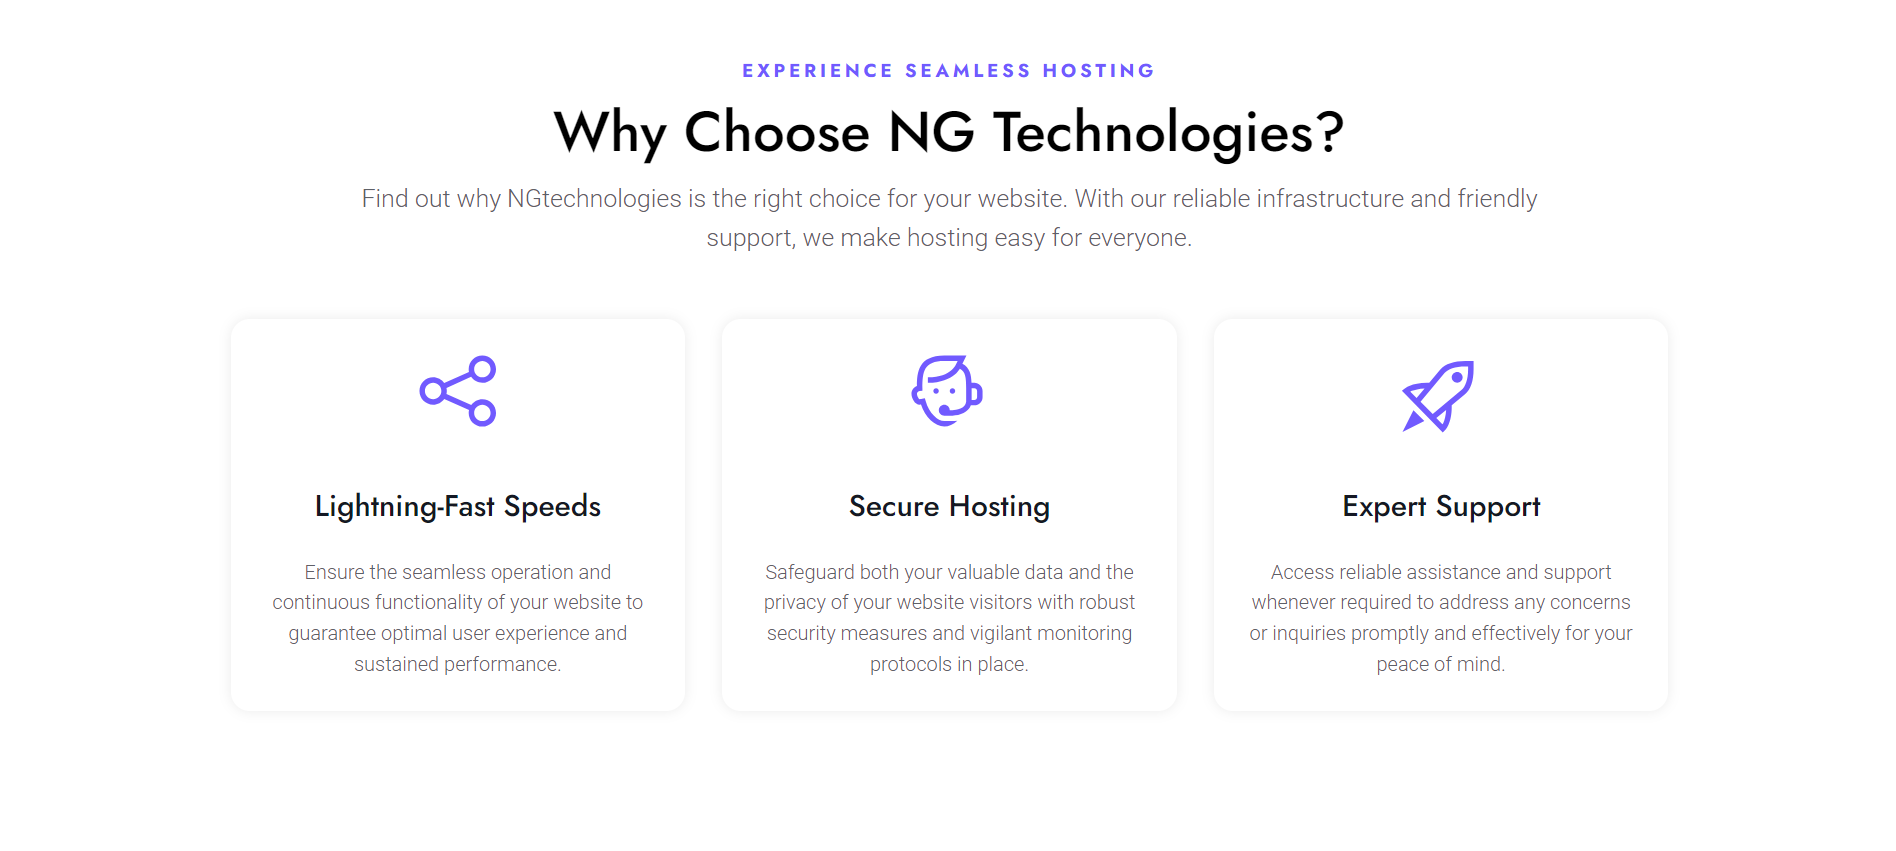 EXPERIENCE SEAMLESS HOSTING
Why Choose NG Technologies?
Find out why NGtechnologies is the right choice for your website. With our reliable infrastructure and friendly
support, we make hosting easy for everyone.
Lightning-Fast Speeds
Ensure the seamless operation and
continuous functionality of your website to
guarantee optimal user experience and
sustained performance.
Secure Hosting
Safeguard both your valuable data and the
privacy of your website visitors with robust
security measures and vigilant monitoring
protocols in place.
Expert Support
Access reliable assistance and support
whenever required to address any concerns
or inquiries promptly and effectively for your
peace of mind.